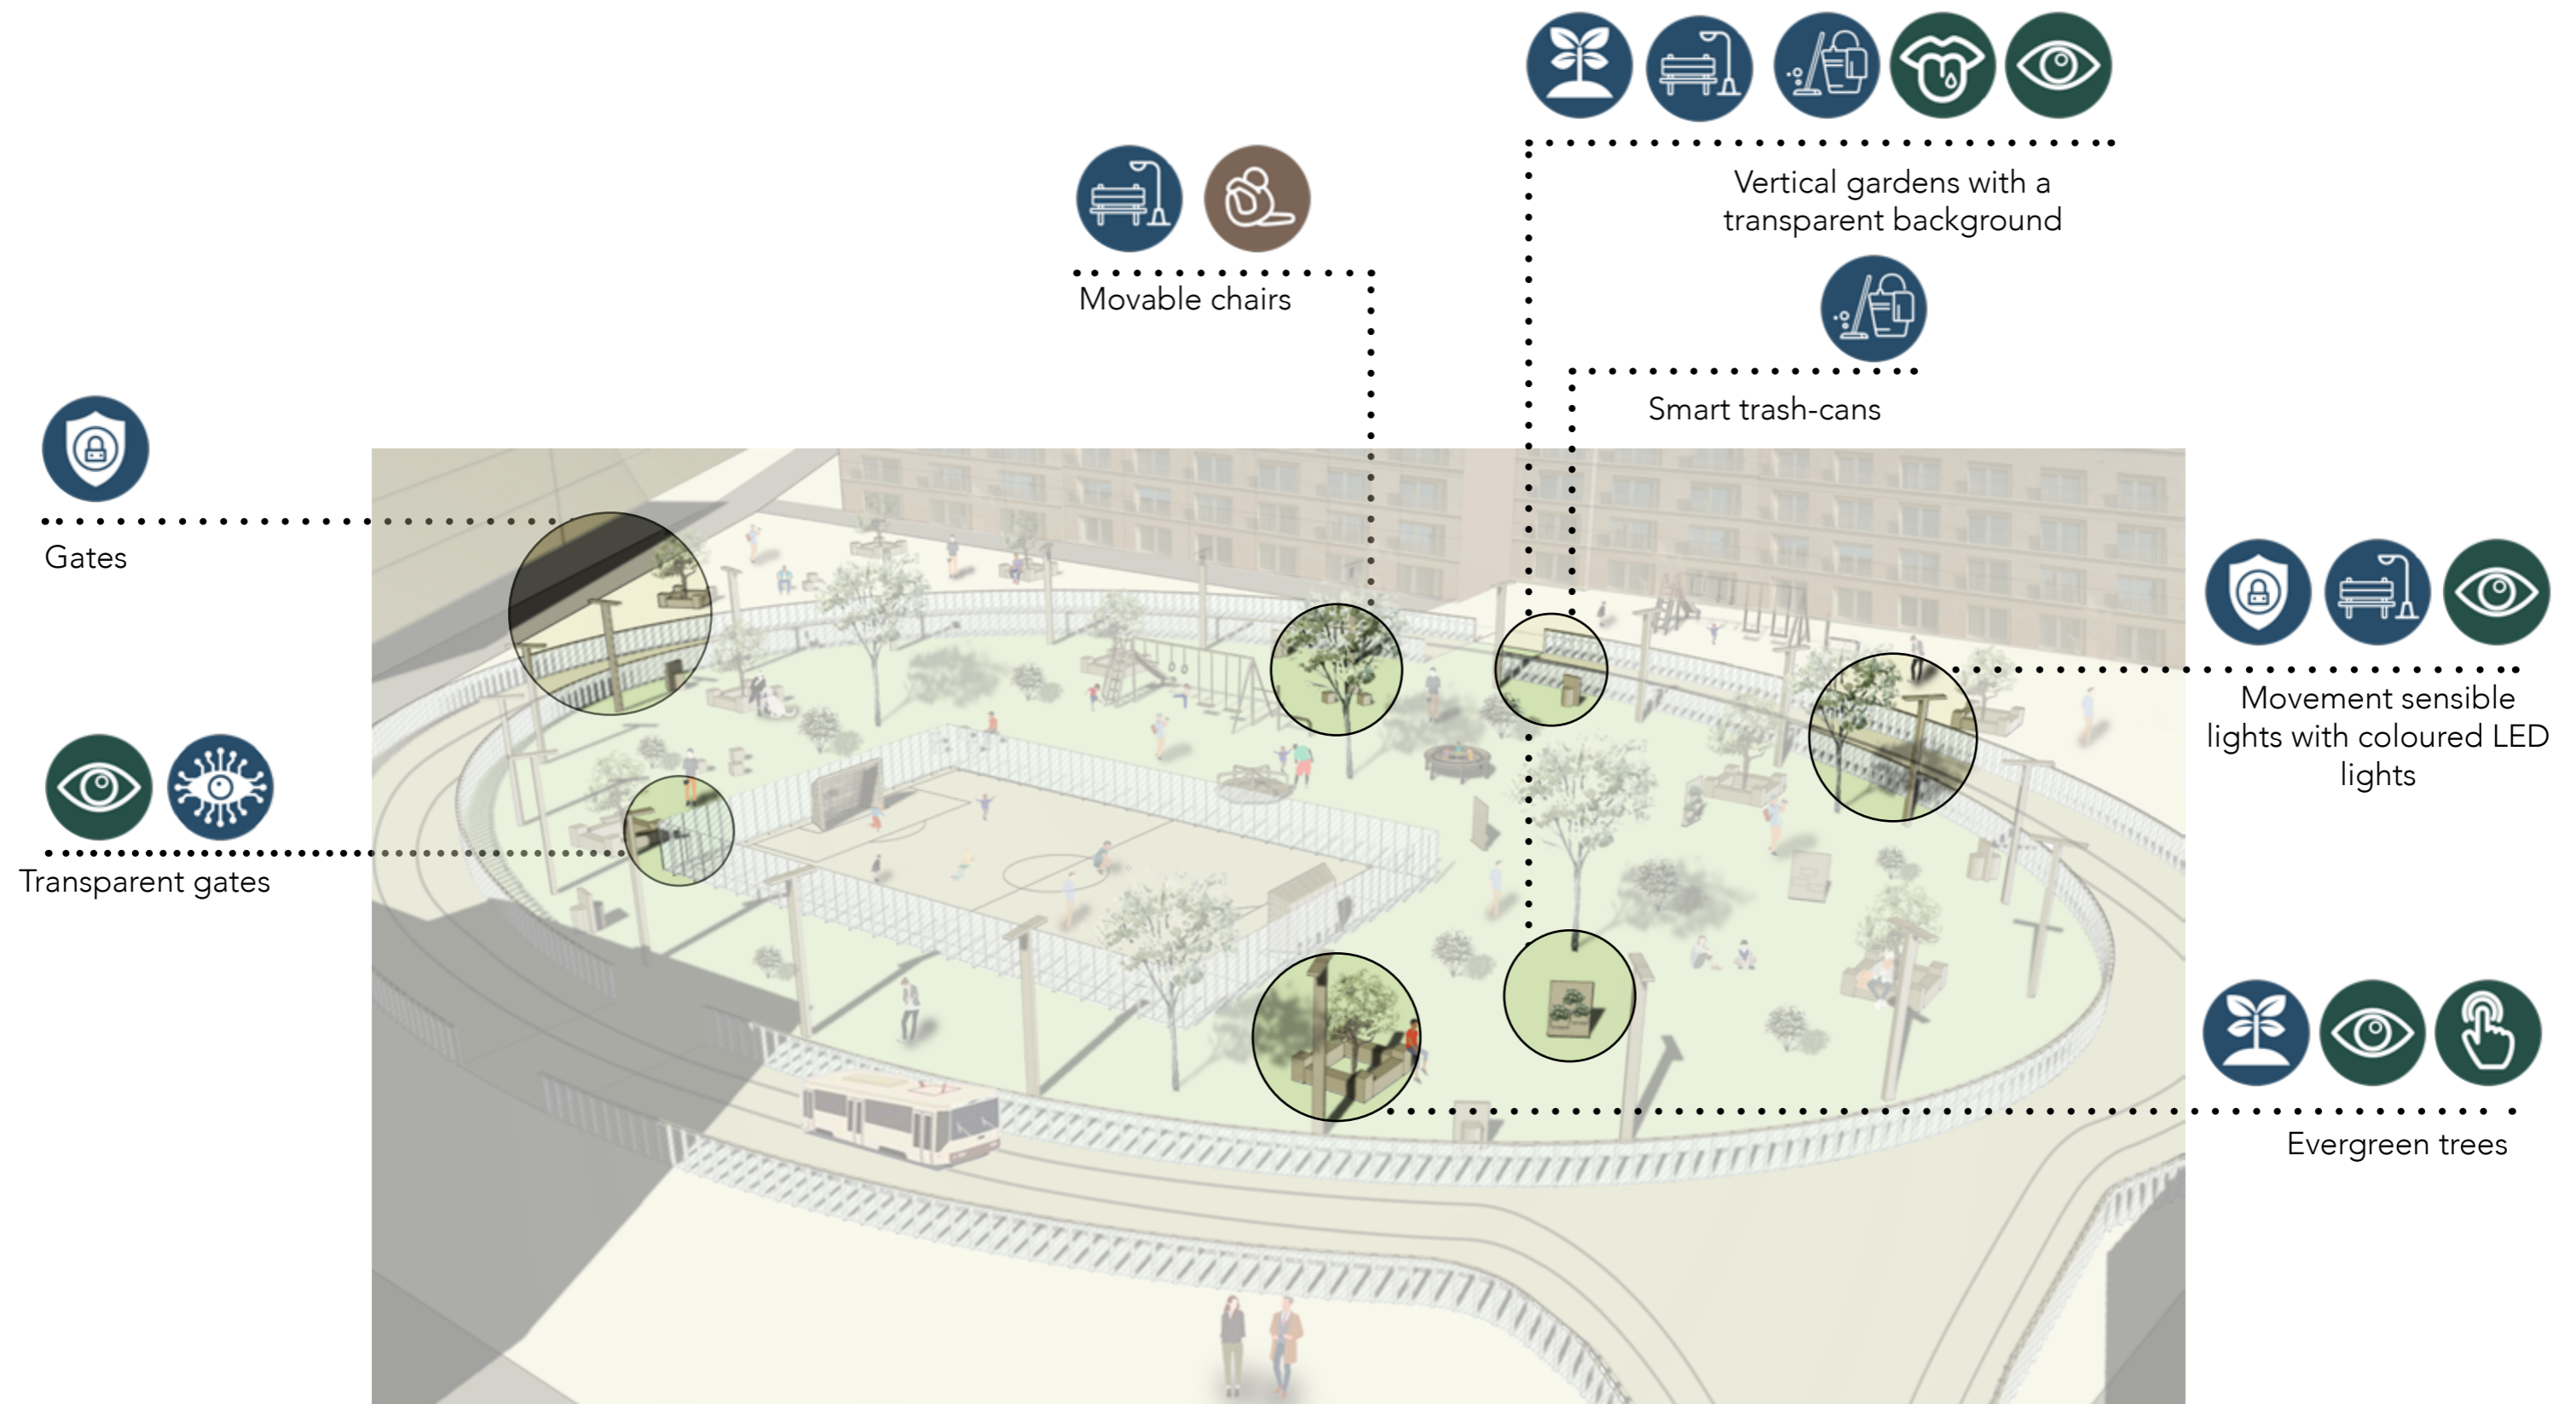 Vertical gardens with a
transparent background
Movable chairs
Smart trash-cans
Gates
Movement sensible
lights with coloured LED
lights
Transparent gates
Evergreen trees